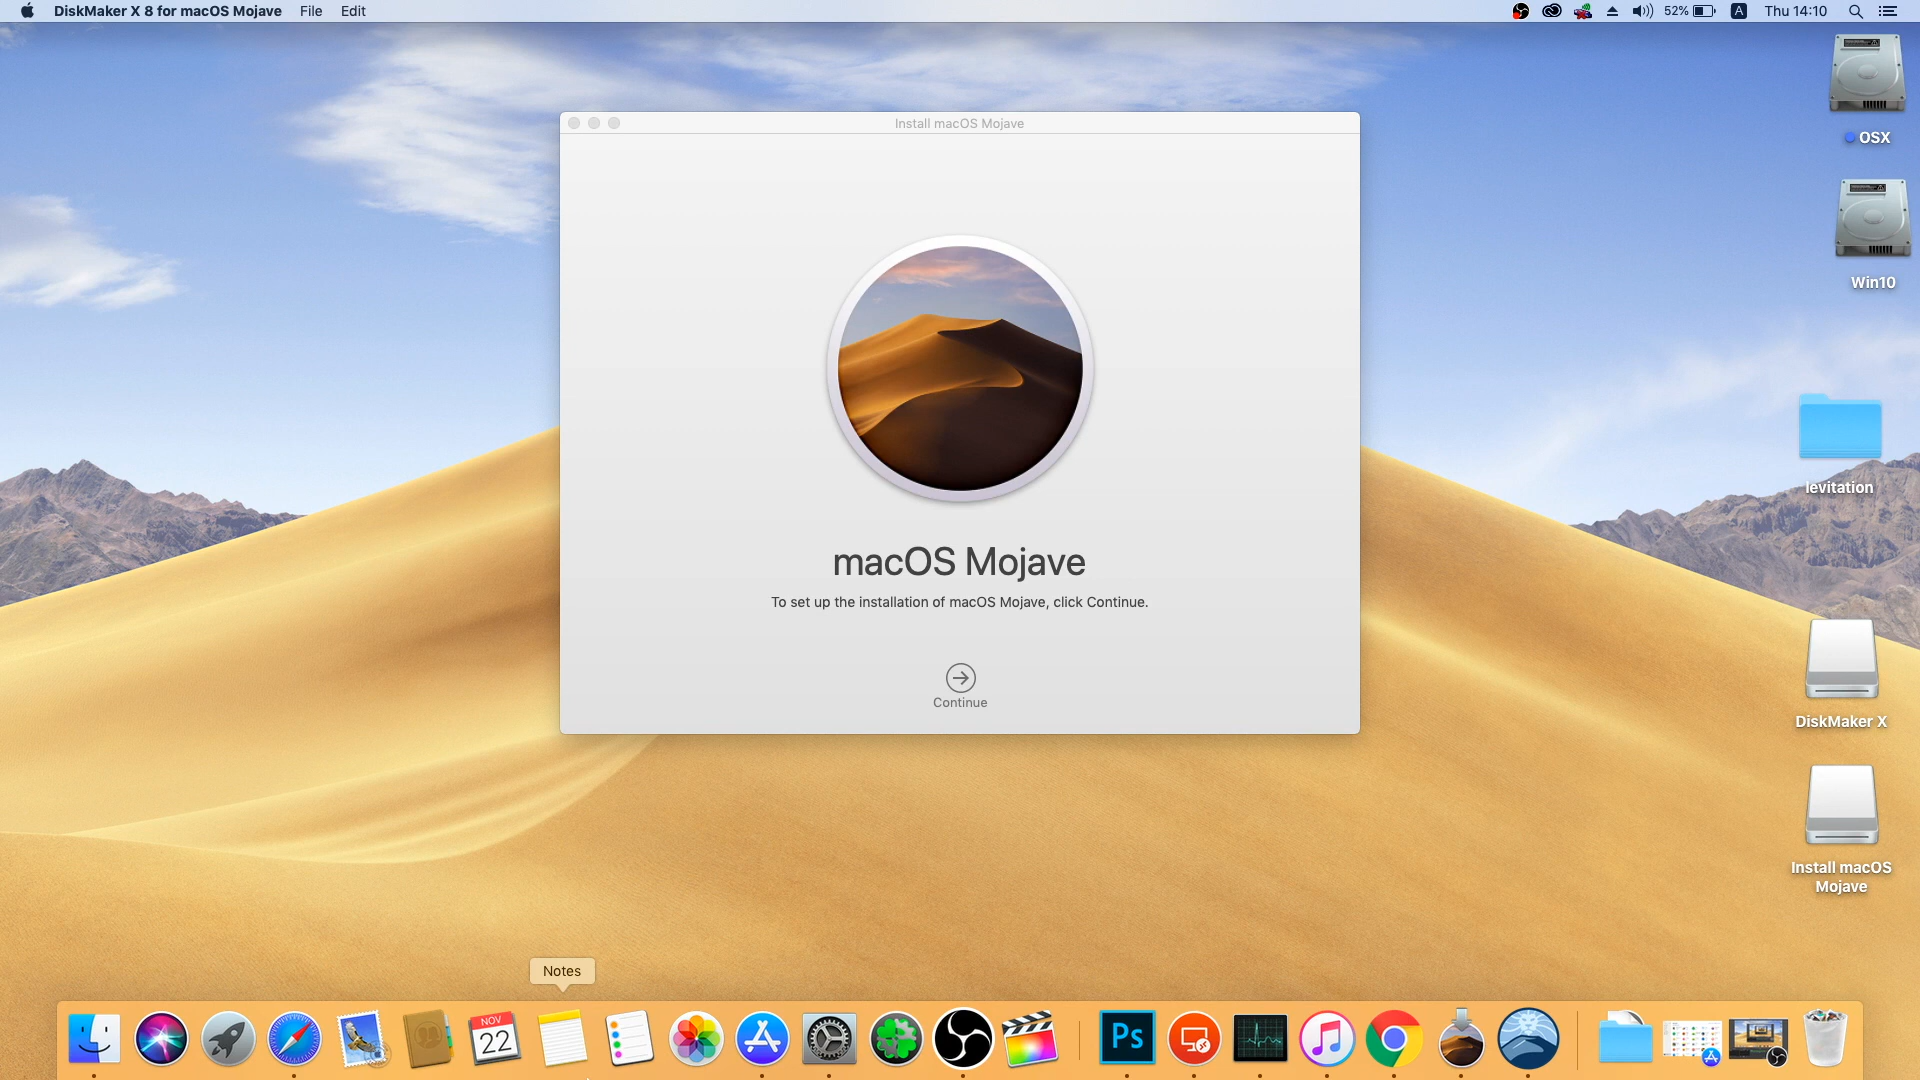 DiskMaker X 8 for macOS Mojave File Edit 52% A Thu 14:10
Install macOS Mojave
OSX
Win10
levitation
macOS Mojave
To set up the installation of macOS Mojave, click Continue.
Continue
DiskMaker X
Install macOS
Mojave
Notes
NOV
22
Ps